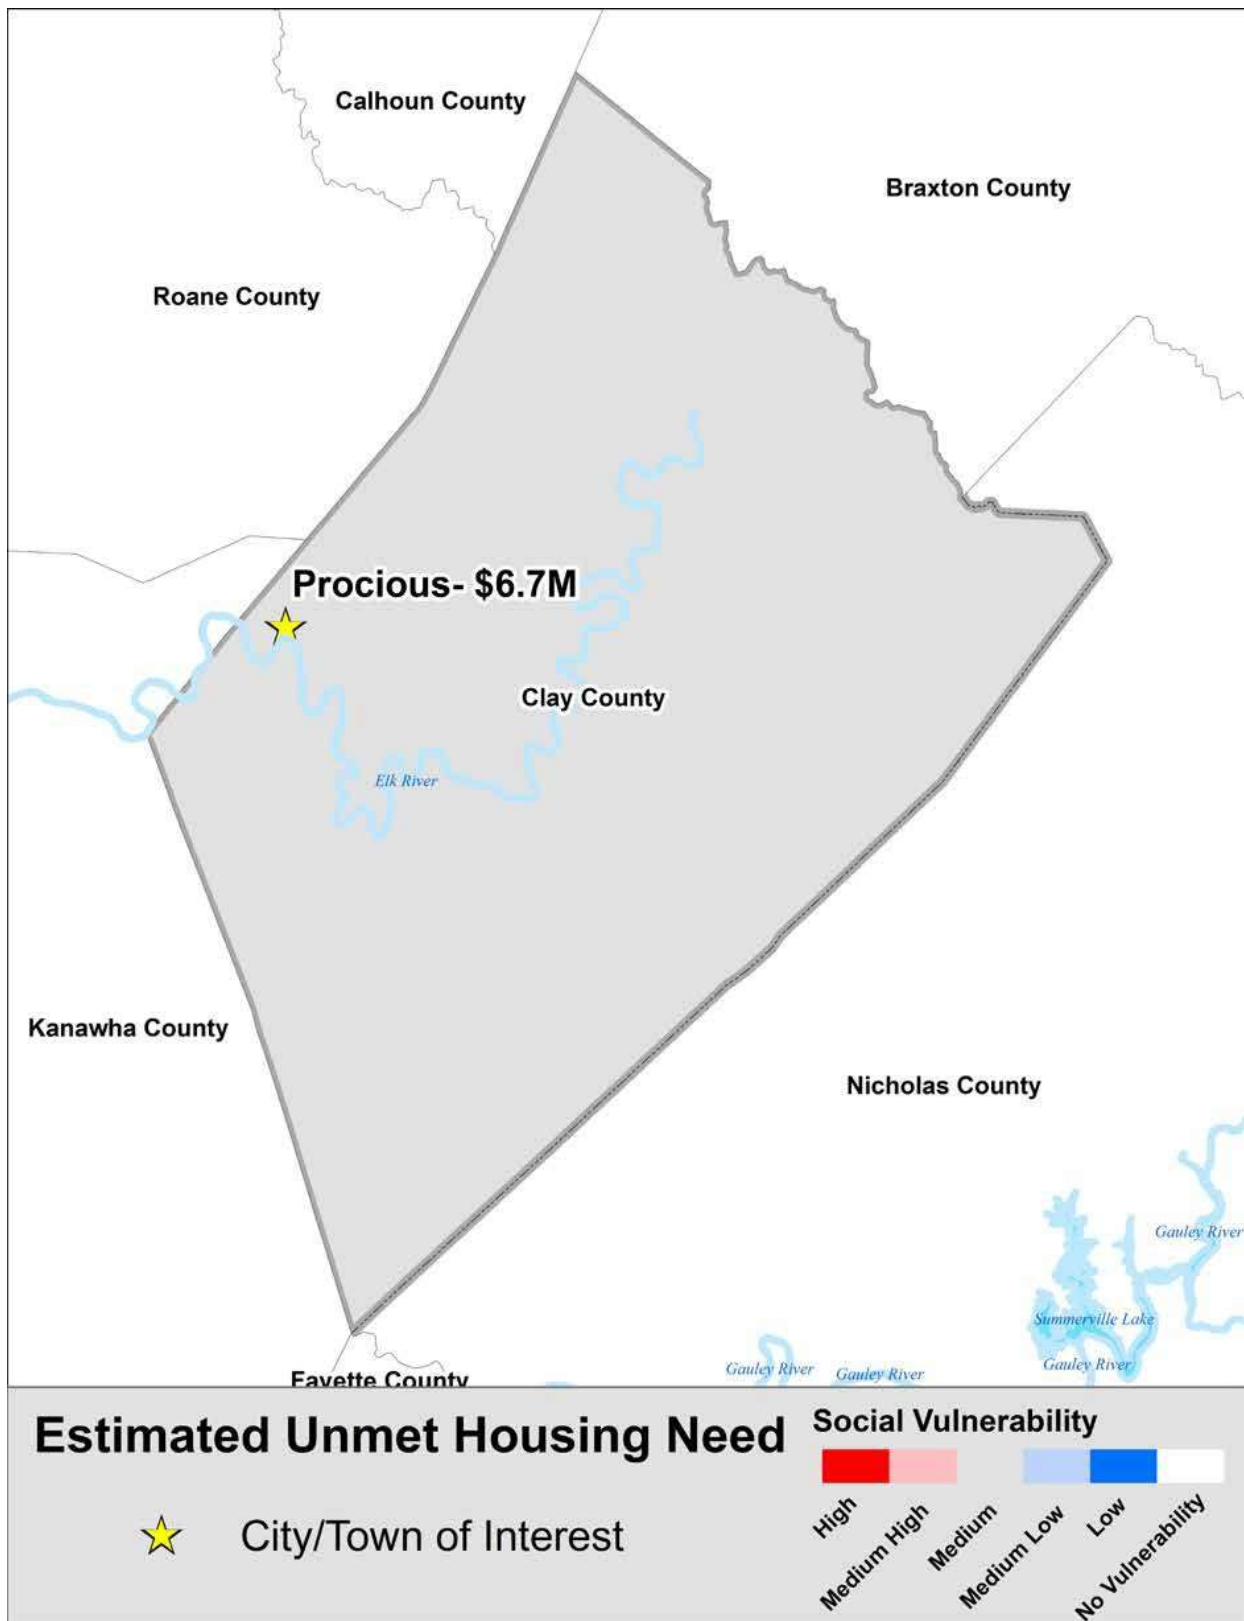 Calhoun County
Braxton County
Roane County
Procious- $6.7M
Clay County
Elk River
Kanawha County
Nicholas County
Gauley River
Summerville Lake
Gauley River
Gauley River
Gauley River
Fayette County
Estimated Unmet Housing Need
City/Town of Interest
Social Vulnerability
High
Medium High
Medium
Medium Low
Low
No Vulnerability